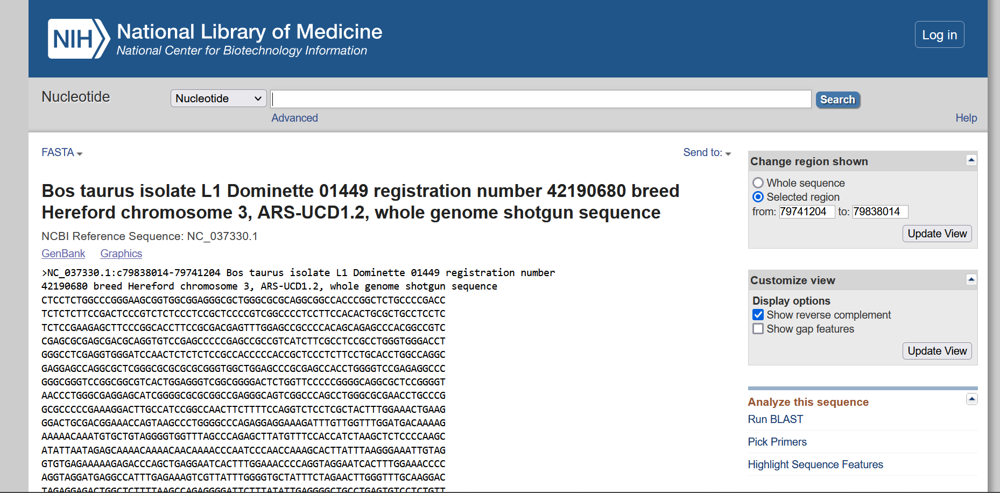 NIH National Library of Medicine
National Center for Biotechnology Information
Log in
Nucleotide
Nucleotide
Search
Advanced
Help
FASTA
Send to:
Bos taurus isolate L1 Dominette 01449 registration number 42190680 breed
Hereford chromosome 3, ARS-UCD1.2, whole genome shotgun sequence
NCBI Reference Sequence: NC_037330.1
GenBank Graphics
>NC_037330.1:c79838014-79741204 Bos taurus isolate L1 Dominette 01449 registration number
42190680 breed Hereford chromosome 3, ARS-UCD1.2, whole genome shotgun sequence
CTCCTCTGGCCCGGGAAGCGGTGGCGGAGGGCGCTGGGCGCGCAGGCGGCCACCCGGCTCTGCCCCGACC
TCTCTCTTCCGACTCCCGTCTCTCCCTCCGCTCCCCGTCGGCCCCTCCTTCCACACTGCGCTGCCTCCTC
TCTCCGAAGAGCTTCCCGGCACCTTCCGCGACGAGTTTGGAGCCGCCCCACAGCAGAGCCCACGGCCGTC
CGAGCGCGAGCGACGCAGGTGTCCGAGCCCCCGAGCCGCCGTCATCTTCGCCTCCGCCTGGGTGGGACCT
GGGCCTCGAGGTGGGATCCAACTCTCTCTCCGCCACCCCCACCGCTCCCTCTTCCTGCACCTGGCCAGGC
GAGGAGCCAGGCGCTCGGGCGCGCGCGCGGGTGGCTGGAGCCCGCGAGCCACCTGGGGTCCGAGAGGCCC
GGGCGGGTCCGGCGGCGTCACTGGAGGGTCGGCGGGGACTCTGGTTCCCCCGGGGCAGGCGCTCCGGGGT
AACCCTGGGCGAGGAGCATCGGGGCGCGCGGCCGAGGGCAGTCGGCCCAGCCTGGGCGCGAACCTGCCCG
GCGCCCCCGAAAGGACTTGCCATCCGGCCAACTTCTTTTCCAGGTCTCCTCGCTACTTTGGAAACTGAAG
GGACTGCGACGGAAACCAGTAAGCCCTGGGGCCCAGAGGAGGAAAGATTTGTTGGTTTGGATGACAAAAG
AAAAACAAATGTGCTGTAGGGGTGGTTTAGCCCAGAGCTTATGTTTCCACCATCTAAGCTCTCCCCAAGC
ATATTAATAGAGCAAAACAAAACAACAAAACCCAATCCCAACCAAAGCACTTATTTAAGGGAAATTGTAG
GTGTGAGAAAAAGAGACCCAGCTGAGGAATCACTTTGGAAACCCCAGGTAGGAATCACTTTGGAAACCCC
AGGTAGGATGAGGCCATTTGAGAAAGTCGTTATTTGGGGTGCTATTTCTAGAACTTGGGTTTGCAAGGAC
TAGAGGAGACTGGCTCTTTTAAGCCAGAGGGGATTCTTTATATTGAGGGGCTGCCTGAGTGTCCTCTGTT
Change region shown
Whole sequence
Selected region
from: 79741204 to: 79838014
Update View
Customize view
Display options
Show reverse complement
Show gap features
Update View
Analyze this sequence
Run BLAST
Pick Primers
Highlight Sequence Features